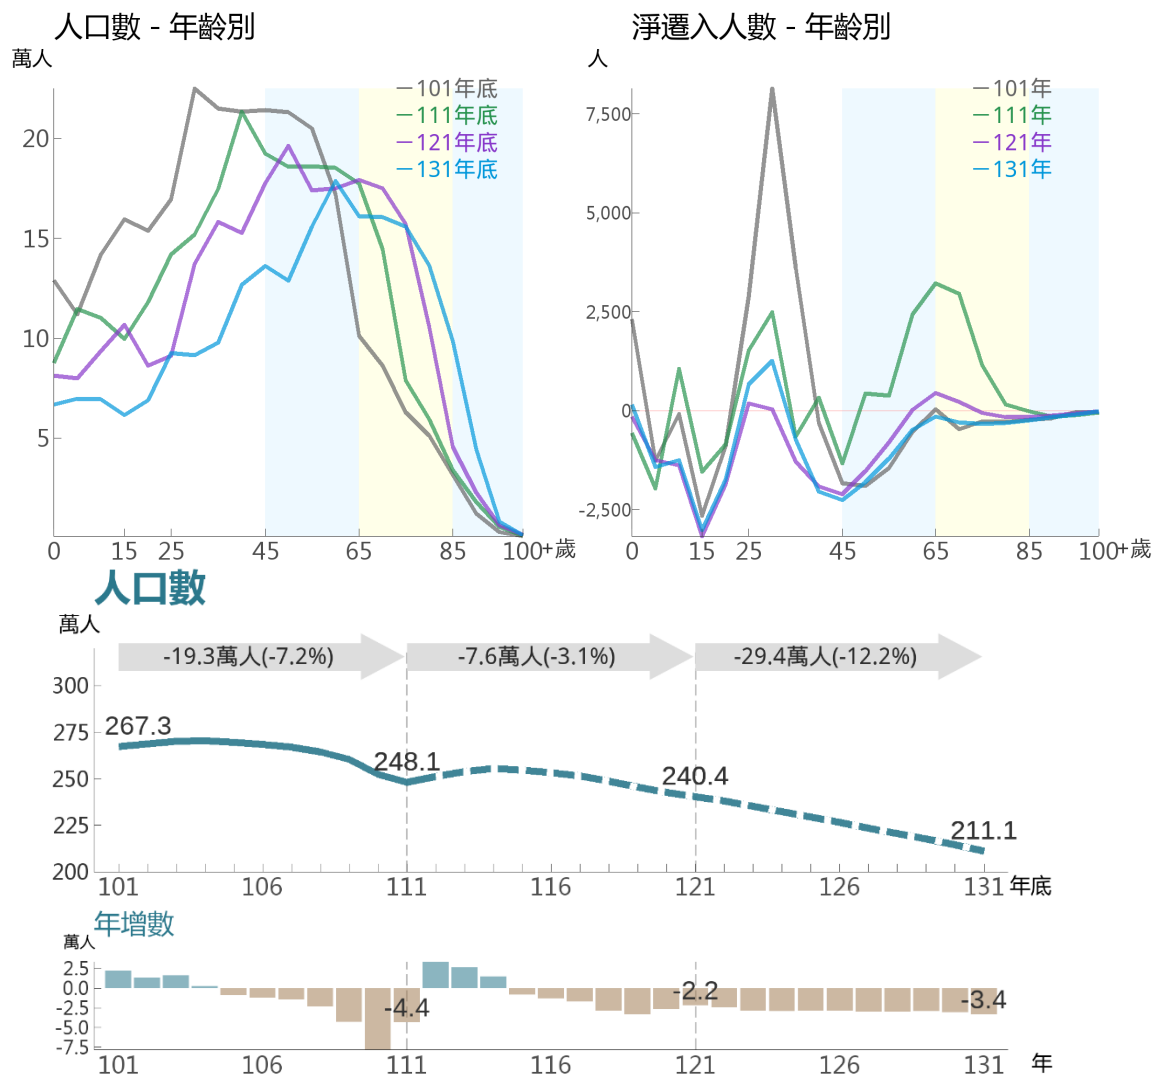 人口數 - 年齡別
萬人
101年底
111年底
121年底
131年底
20
15
10
5
0 15 25 45 65 85 100+歲
淨遷入人數 - 年齡別
人
101年
111年
121年
131年
7,500
5,000
2,500
0
-2,500
0 15 25 45 65 85 100+歲
人口數
萬人
-19.3萬人(-7.2%) -7.6萬人(-3.1%) -29.4萬人(-12.2%)
300
275
250
225
200
267.3
248.1
240.4
211.1
101 106 111 116 121 126 131 年底
年增數
萬人
2.5
0.0
-2.5
-5.0
-7.5
-4.4
-2.2
-3.4
101 106 111 116 121 126 131 年